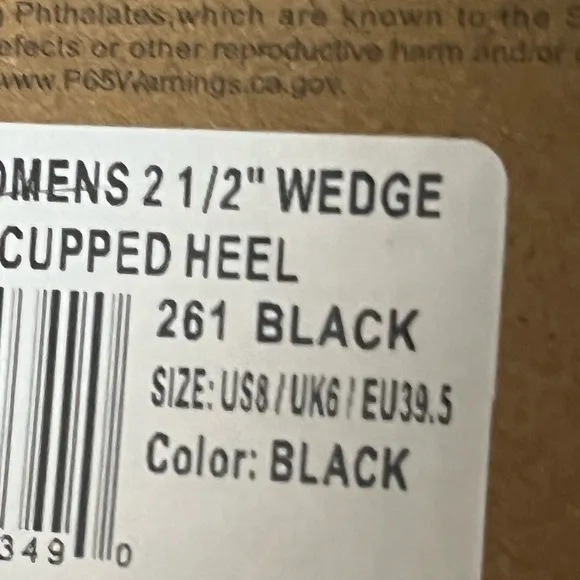 Phthalates,which are known to the S
efects or other reproductive harm and/or
www.P65Warnings.ca.gov.
OMENS 2 1/2" WEDGE
CUPPED HEEL
261 BLACK
SIZE: US8 / UK6 / EU39.5
Color: BLACK
349 0